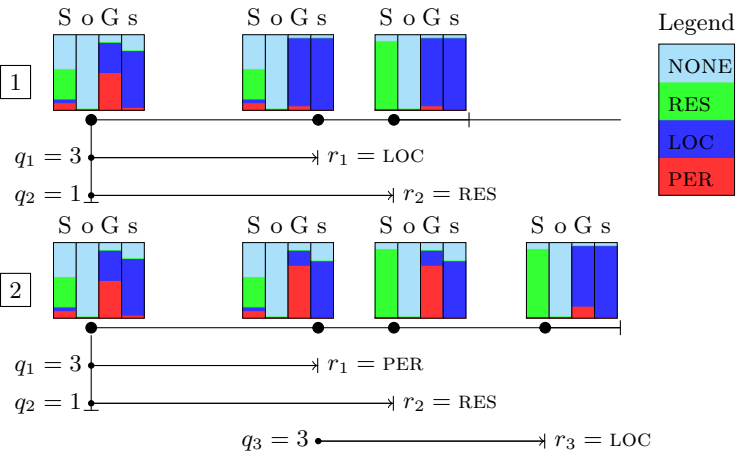 S o G s S o G s S o G s Legend
NONE
RES
LOC
PER
1
q₁ = 3 r₁ = LOC
q₂ = 1 r₂ = RES
S o G s S o G s S o G s S o G s
2
q₁ = 3 r₁ = PER
q₂ = 1 r₂ = RES
q₃ = 3 r₃ = LOC